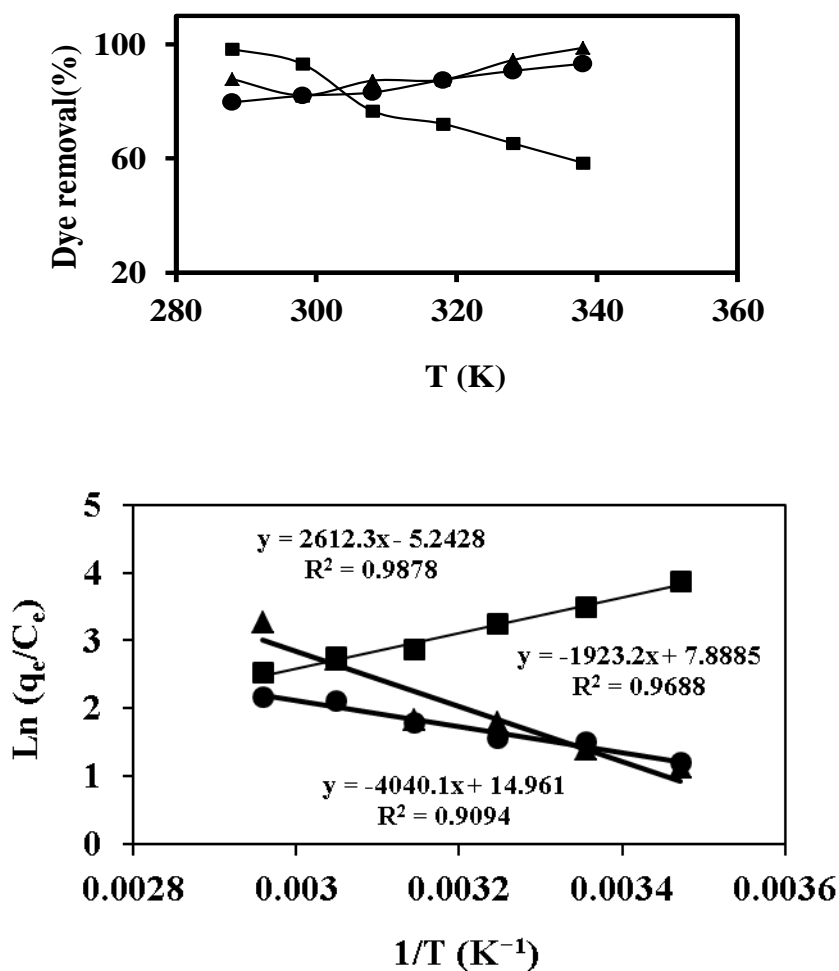 Dye removal(%)
100
60
20
280 300 320 340 360
T (K)
Ln (qₑ/Cₑ)
5
4
3
2
1
0
y = 2612.3x - 5.2428
R² = 0.9878
y = -1923.2x + 7.8885
R² = 0.9688
y = -4040.1x + 14.961
R² = 0.9094
0.0028 0.003 0.0032 0.0034 0.0036
1/T (K⁻¹)